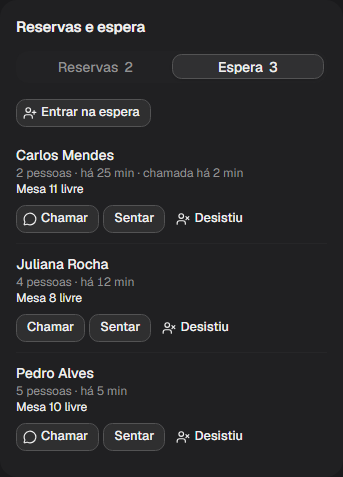 Reservas e espera
Reservas 2
Espera 3
Entrar na espera
Carlos Mendes
2 pessoas · há 25 min · chamada há 2 min
Mesa 11 livre
Chamar
Sentar
Desistiu
Juliana Rocha
4 pessoas · há 12 min
Mesa 8 livre
Chamar
Sentar
Desistiu
Pedro Alves
5 pessoas · há 5 min
Mesa 10 livre
Chamar
Sentar
Desistiu